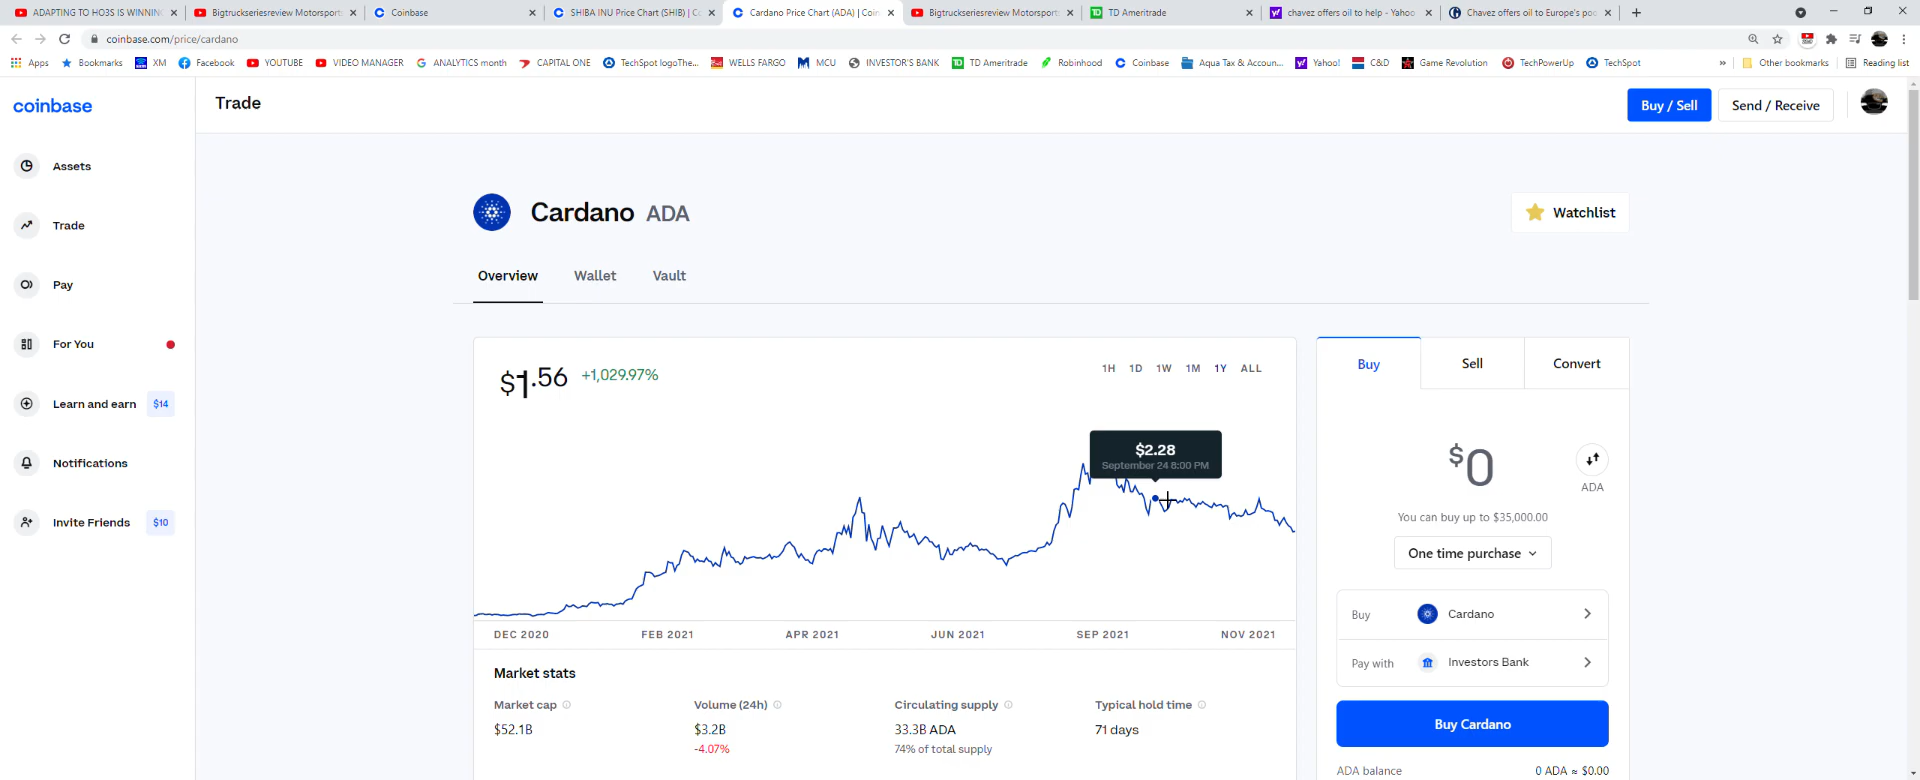 ADAPTING TO HO3S IS WINNING
Bigtruckseriesreview Motorsport
Coinbase
SHIBA INU Price Chart (SHIB) | Co
Cardano Price Chart (ADA) | Coin
Bigtruckseriesreview Motorsport
TD Ameritrade
chavez offers oil to help - Yahoo
Chavez offers oil to Europe's poo
coinbase.com/price/cardano
Apps
Bookmarks
XM
Facebook
YOUTUBE
VIDEO MANAGER
ANALYTICS month
CAPITAL ONE
TechSpot logoThe...
WELLS FARGO
MCU
INVESTOR'S BANK
TD Ameritrade
Robinhood
Coinbase
Aqua Tax & Accoun...
Yahoo!
C&D
Game Revolution
TechPowerUp
TechSpot
»
Other bookmarks
Reading list
coinbase
Trade
Buy / Sell
Send / Receive
Assets
Trade
Pay
For You
Learn and earn $14
Notifications
Invite Friends $10
Cardano ADA
Watchlist
Overview
Wallet
Vault
$1.56 +1,029.97%
1H 1D 1W 1M 1Y ALL
$2.28
September 24 8:00 PM
DEC 2020 FEB 2021 APR 2021 JUN 2021 SEP 2021 NOV 2021
Market stats
Market cap
$52.1B
Volume (24h)
$3.2B
-4.07%
Circulating supply
33.3B ADA
74% of total supply
Typical hold time
71 days
Buy
Sell
Convert
$0
ADA
You can buy up to $35,000.00
One time purchase
Buy Cardano
Pay with Investors Bank
Buy Cardano
ADA balance 0 ADA ≈ $0.00